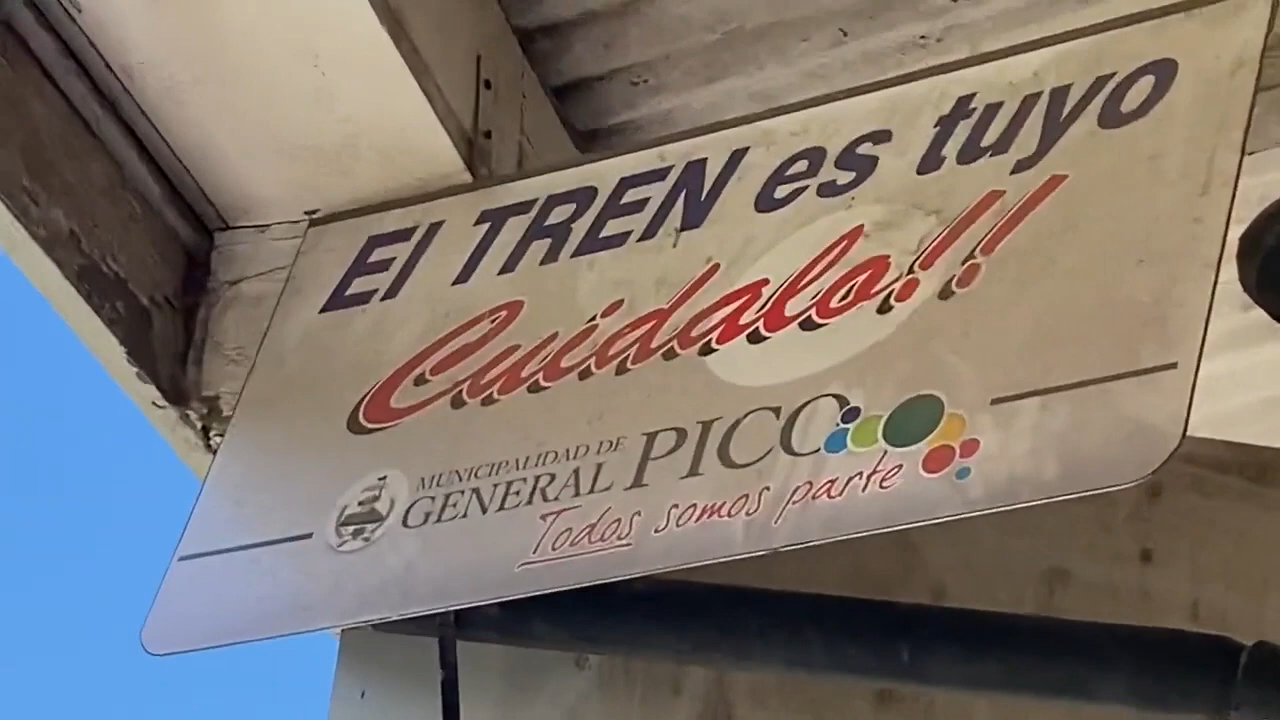 El TREN es tuyo
Cuidalo!!
MUNICIPALIDAD DE
GENERAL PICO
Todos somos parte